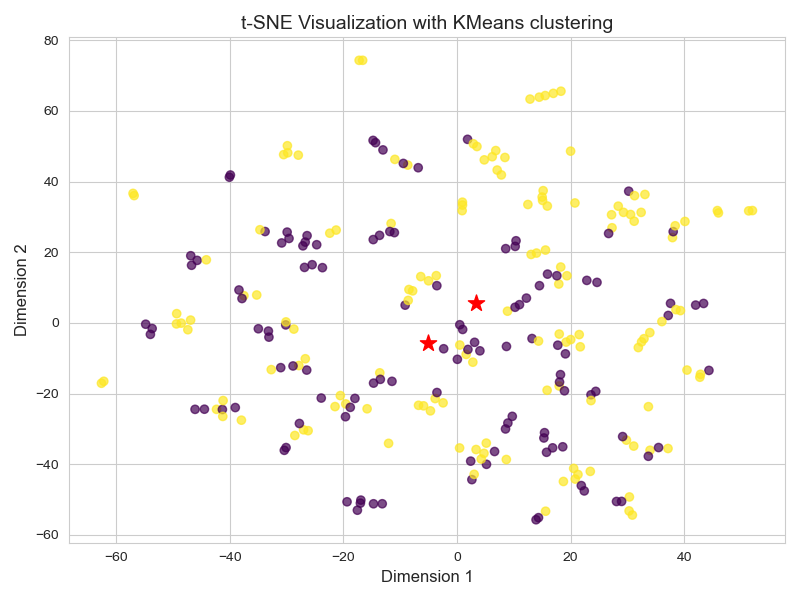 t-SNE Visualization with KMeans clustering
80
60
40
20
0
−20
−40
−60
Dimension 2
−60 −40 −20 0 20 40
Dimension 1